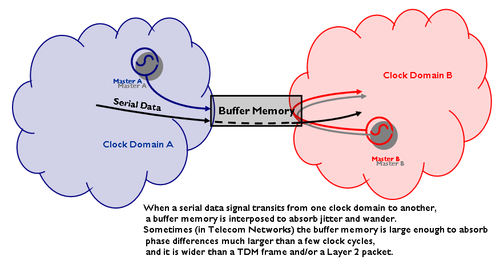 Master A
Master A
Serial Data
Clock Domain A
Buffer Memory
Clock Domain B
Master B
Master B
When a serial data signal transits from one clock domain to another,
a buffer memory is interposed to absorb jitter and wander.
Sometimes (in Telecom Networks) the buffer memory is large enough to absorb
phase differences much larger than a few clock cycles,
and it is wider than a TDM frame and/or a Layer 2 packet.